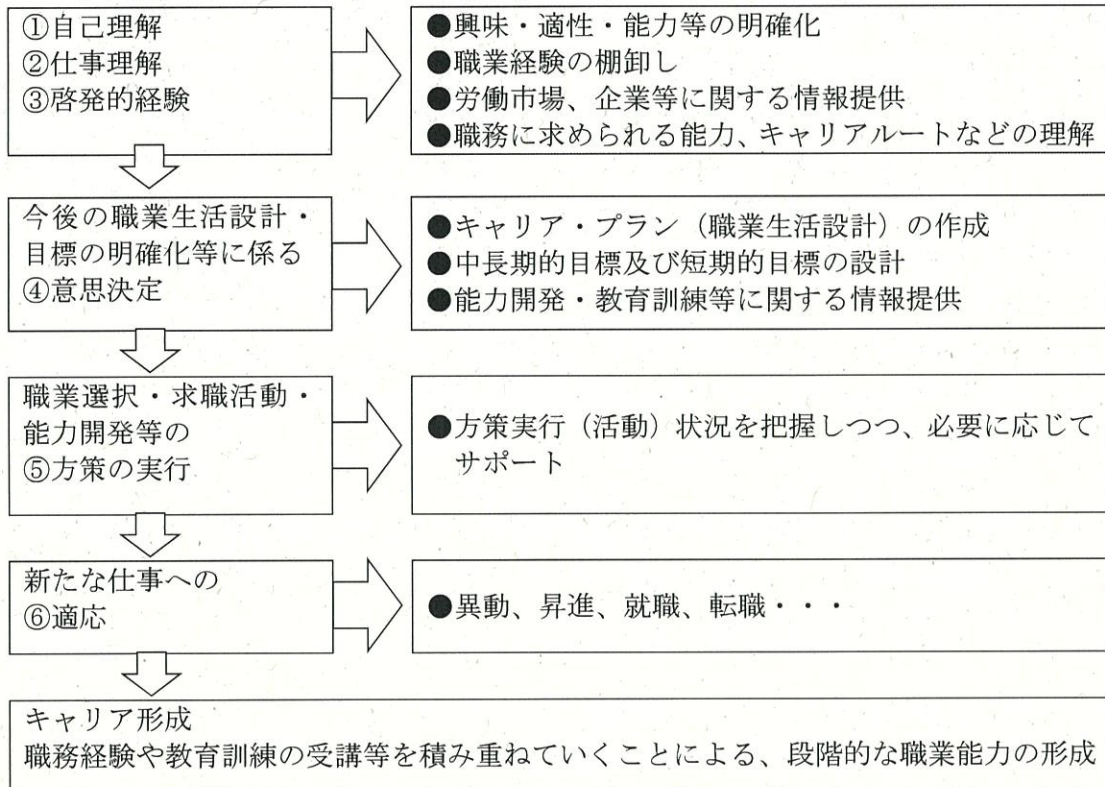 ①自己理解
②仕事理解
③啓発的経験
●興味・適性・能力等の明確化
●職業経験の棚卸し
●労働市場、企業等に関する情報提供
●職務に求められる能力、キャリアルートなどの理解
今後の職業生活設計・
目標の明確化等に係る
④意思決定
●キャリア・プラン（職業生活設計）の作成
●中長期的目標及び短期的目標の設計
●能力開発・教育訓練等に関する情報提供
職業選択・求職活動・
能力開発等の
⑤方策の実行
●方策実行（活動）状況を把握しつつ、必要に応じて
サポート
新たな仕事への
⑥適応
●異動、昇進、就職、転職・・・
キャリア形成
職務経験や教育訓練の受講等を積み重ねていくことによる、段階的な職業能力の形成